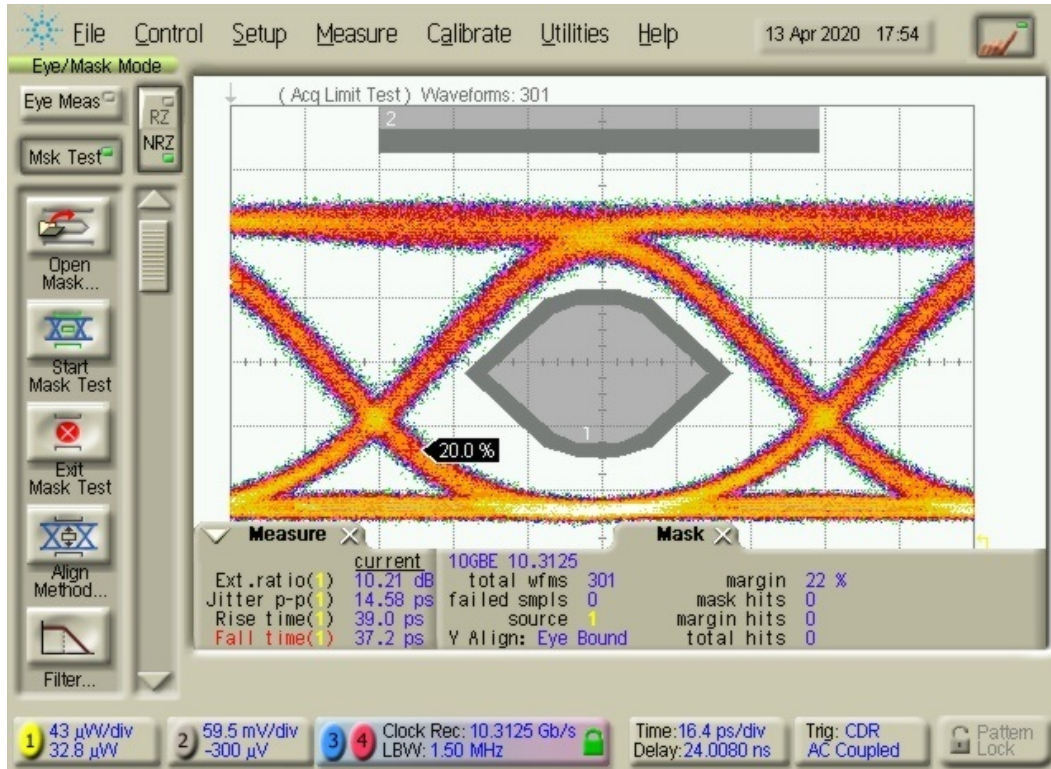 File Control Setup Measure Calibrate Utilities Help 13 Apr 2020 17:54
Eye/Mask Mode
Eye Meas
RZ
NRZ
Msk Test
Open
Mask...
Start
Mask Test
Exit
Mask Test
Align
Method...
Filter...
( Acq Limit Test ) Waveforms: 301
2
1
20.0 %
Measure
current
Ext.ratio(1) 10.21 dB
Jitter p-p(1) 14.58 ps
Rise time(1) 39.0 ps
Fall time(1) 37.2 ps
Mask
10GBE 10.3125
total wfms 301 margin 22 %
failed smpls 0 mask hits 0
source 1 margin hits 0
Y Align: Eye Bound total hits 0
1 43 µW/div
32.8 µW
2 59.5 mV/div
-300 µV
3 4 Clock Rec: 10.3125 Gb/s
LBW: 1.50 MHz
Time:16.4 ps/div
Delay:24.0080 ns
Trig: CDR
AC Coupled
Pattern
Lock